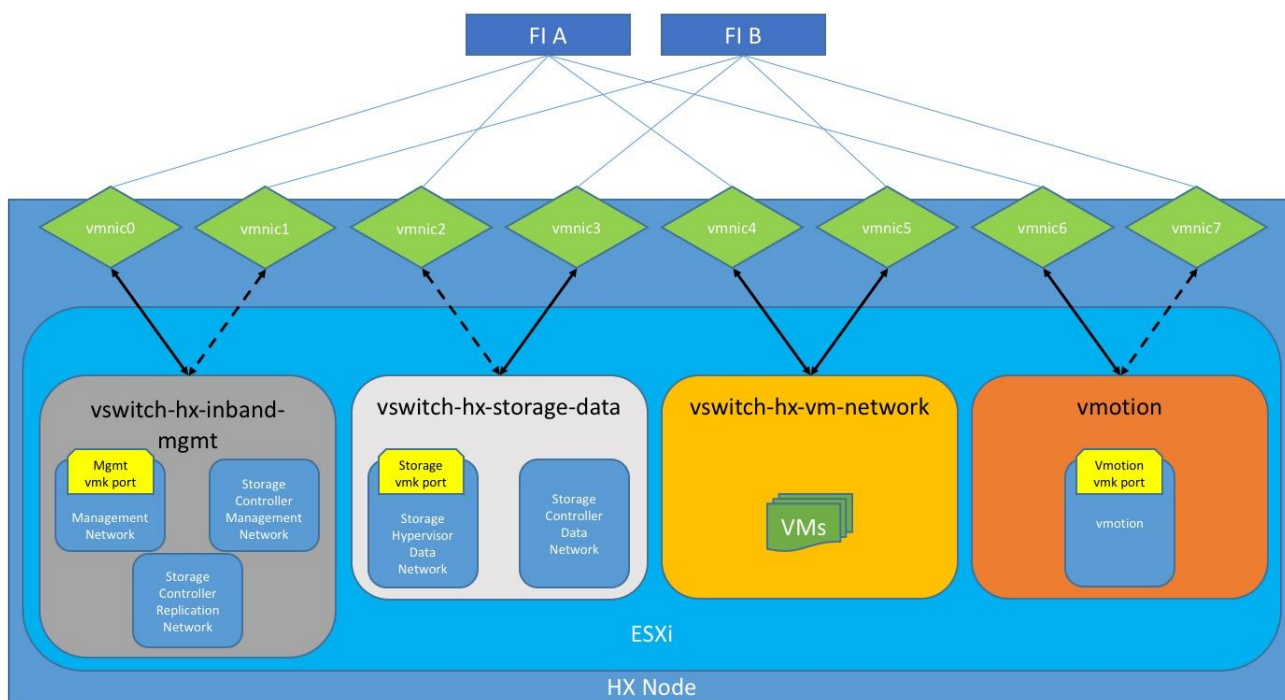 FI A
FI B
vmnic0
vmnic1
vmnic2
vmnic3
vmnic4
vmnic5
vmnic6
vmnic7
vswitch-hx-inband-
mgmt
Mgmt
vmk port
Management
Network
Storage
Controller
Management
Network
Storage
Controller
Replication
Network
vswitch-hx-storage-data
Storage
vmk port
Storage
Hypervisor
Data
Network
Storage
Controller
Data
Network
vswitch-hx-vm-network
VMs
vmotion
Vmotion
vmk port
vmotion
ESXi
HX Node